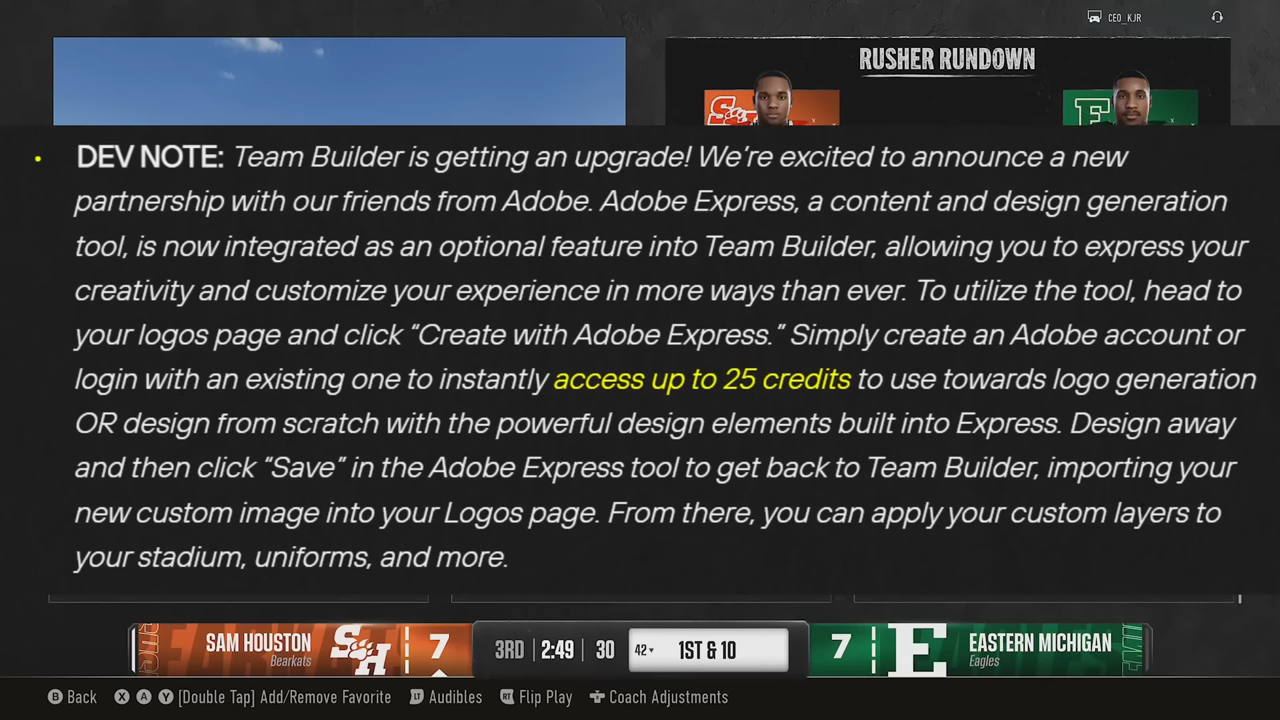 CEO_KJR
RUSHER RUNDOWN
DEV NOTE: Team Builder is getting an upgrade! We're excited to announce a new
partnership with our friends from Adobe. Adobe Express, a content and design generation
tool, is now integrated as an optional feature into Team Builder, allowing you to express your
creativity and customize your experience in more ways than ever. To utilize the tool, head to
your logos page and click “Create with Adobe Express.” Simply create an Adobe account or
login with an existing one to instantly access up to 25 credits to use towards logo generation
OR design from scratch with the powerful design elements built into Express. Design away
and then click “Save” in the Adobe Express tool to get back to Team Builder, importing your
new custom image into your Logos page. From there, you can apply your custom layers to
your stadium, uniforms, and more.
SAM HOUSTON
Bearkats
SH
7
3RD 2:49 30
42
1ST & 10
7
E
EASTERN MICHIGAN
Eagles
B Back X A Y [Double Tap] Add/Remove Favorite LT Audibles RT Flip Play Coach Adjustments